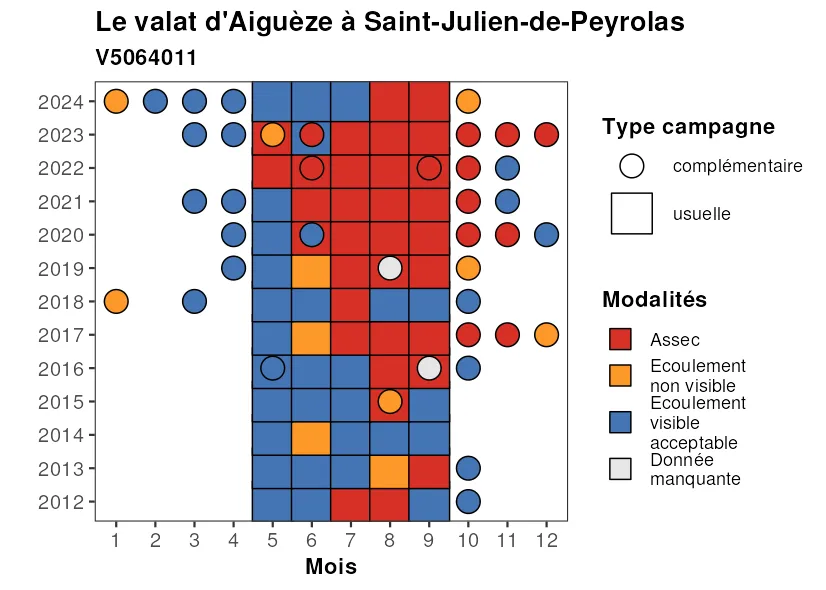 Le valat d'Aiguèze à Saint-Julien-de-Peyrolas
V5064011
2024
2023
2022
2021
2020
2019
2018
2017
2016
2015
2014
2013
2012
1 2 3 4 5 6 7 8 9 10 11 12
Mois
Type campagne
complémentaire
usuelle
Modalités
Assec
Ecoulement
non visible
Ecoulement
visible
acceptable
Donnée
manquante